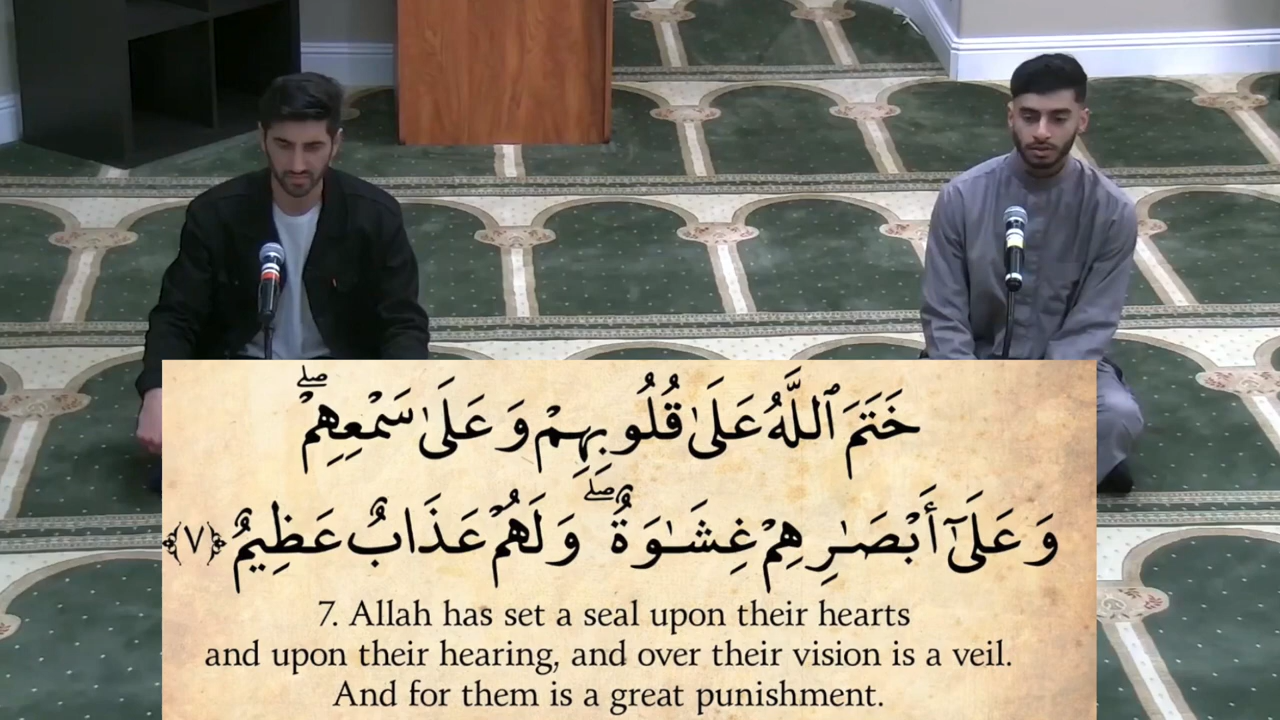 خَتَمَ ٱللَّهُ عَلَىٰ قُلُوبِهِمْ وَعَلَىٰ سَمْعِهِمْ ۖ
وَعَلَىٰٓ أَبْصَـٰرِهِمْ غِشَـٰوَةٌ ۖ وَلَهُمْ عَذَابٌ عَظِيمٌ ﴿٧﴾
7. Allah has set a seal upon their hearts
and upon their hearing, and over their vision is a veil.
And for them is a great punishment.